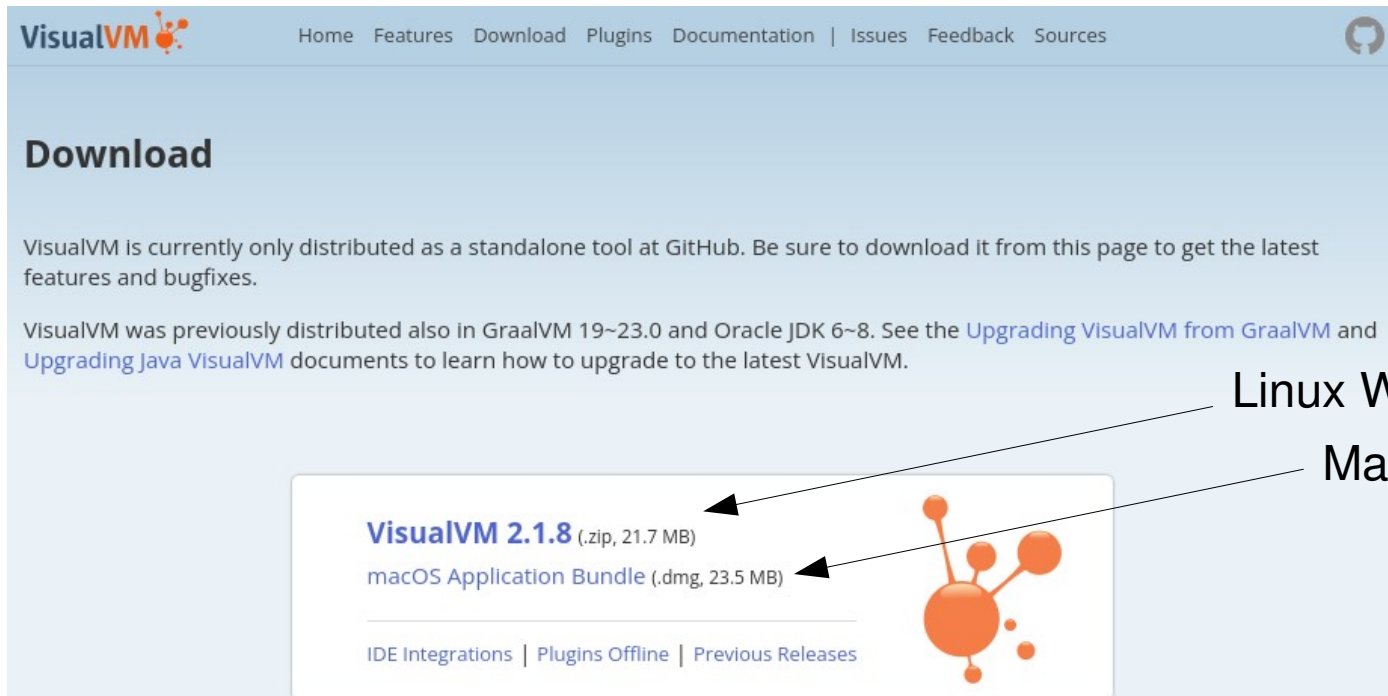 VisualVM Home Features Download Plugins Documentation | Issues Feedback Sources
Download
VisualVM is currently only distributed as a standalone tool at GitHub. Be sure to download it from this page to get the latest
features and bugfixes.
VisualVM was previously distributed also in GraalVM 19~23.0 and Oracle JDK 6~8. See the Upgrading VisualVM from GraalVM and
Upgrading Java VisualVM documents to learn how to upgrade to the latest VisualVM.
Linux
VisualVM 2.1.8 (.zip, 21.7 MB)
macOS Application Bundle (.dmg, 23.5 MB)
IDE Integrations | Plugins Offline | Previous Releases